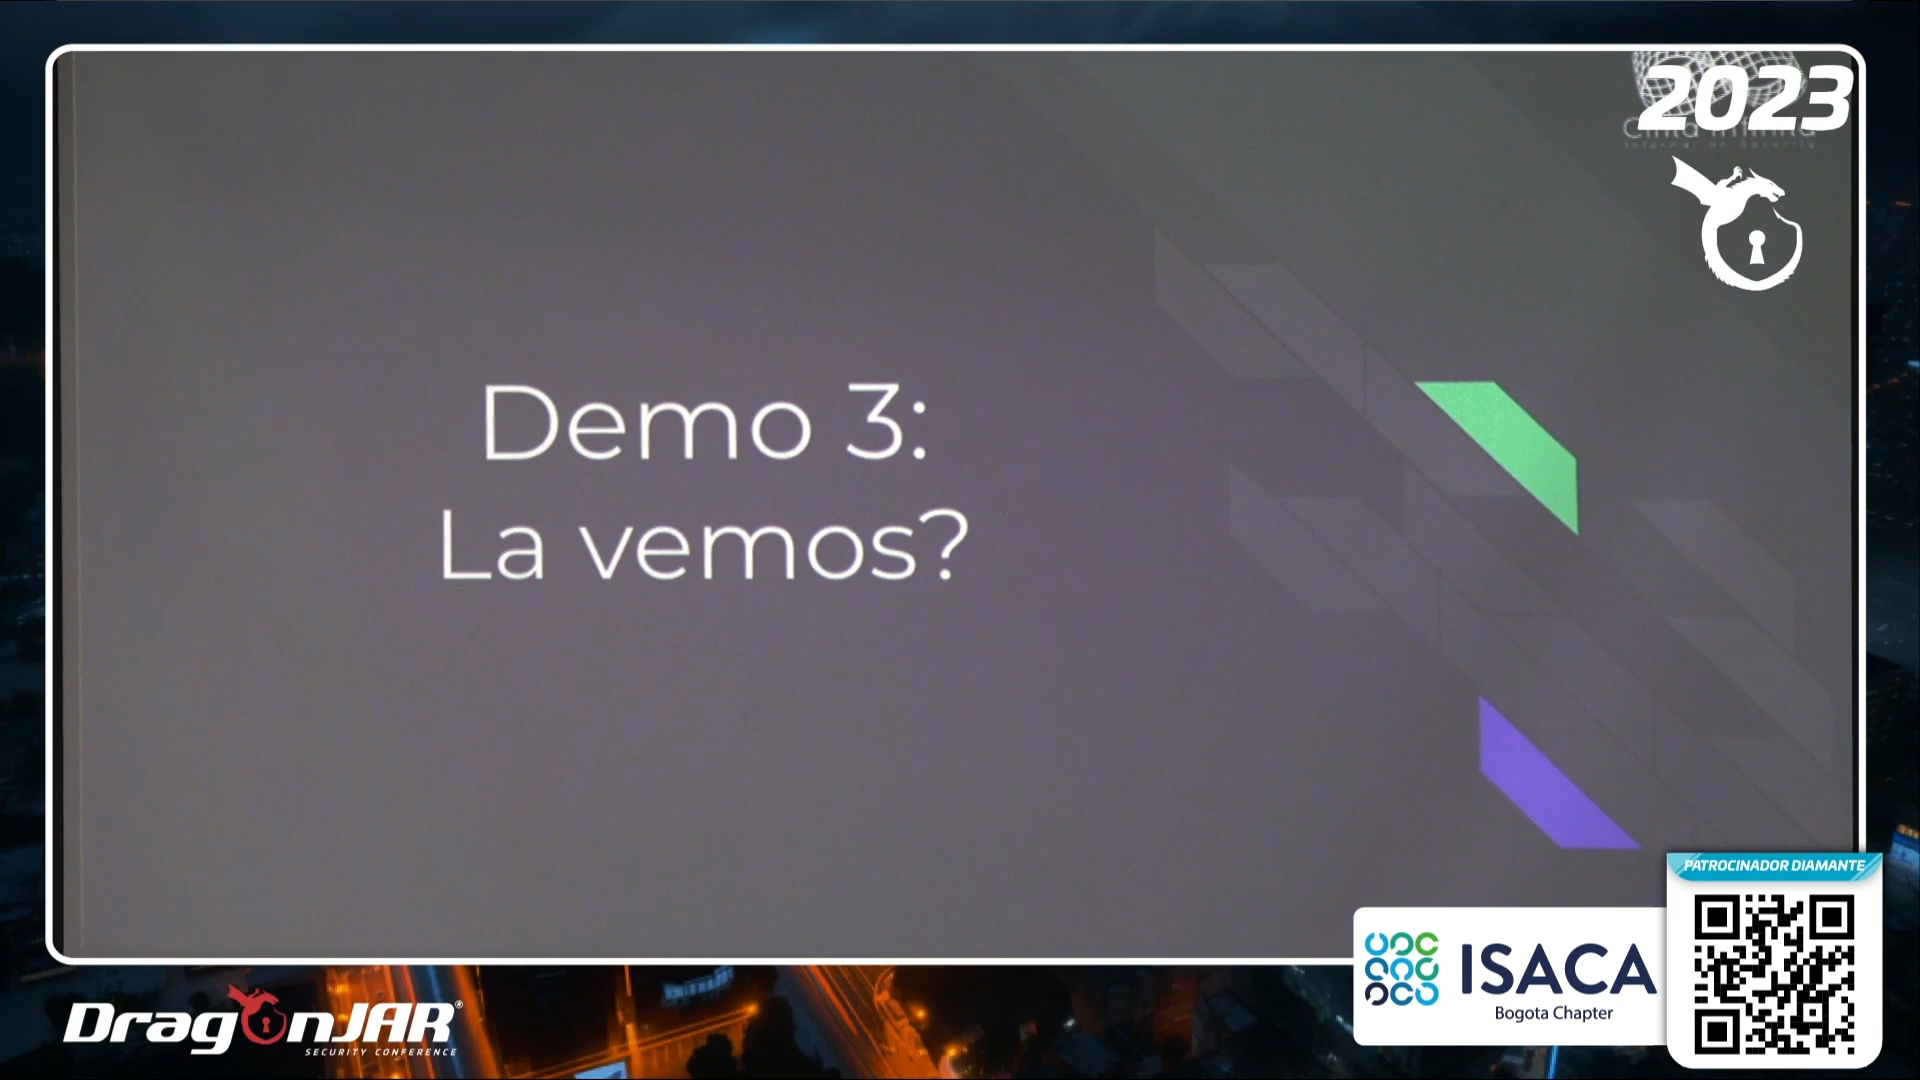 2023
Demo 3:
La vemos?
PATROCINADOR DIAMANTE
ISACA
Bogota Chapter
DragonJAR®
SECURITY CONFERENCE